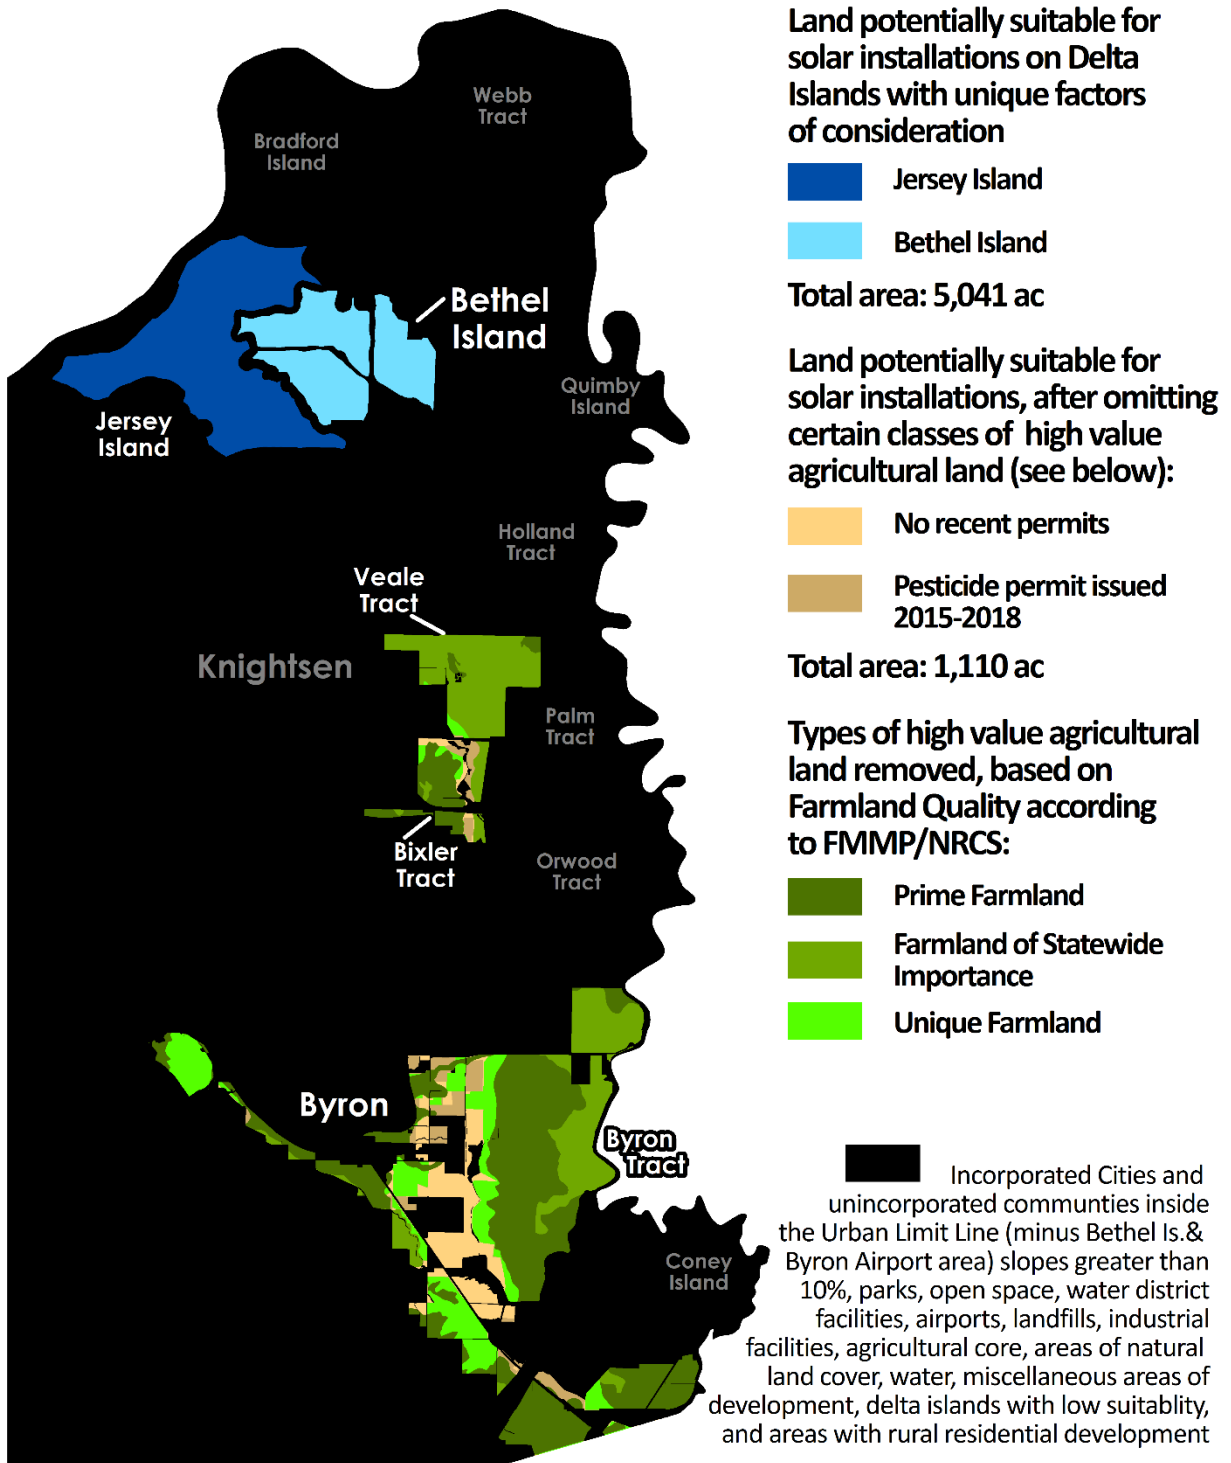 Webb
Tract
Bradford
Island
Bethel
Island
Quimby
Island
Jersey
Island
Holland
Tract
Veale
Tract
Knightsen
Palm
Tract
Bixler
Tract
Orwood
Tract
Byron
Byron
Tract
Coney
Island
Land potentially suitable for
solar installations on Delta
Islands with unique factors
of consideration
Jersey Island
Bethel Island
Total area: 5,041 ac
Land potentially suitable for
solar installations, after omitting
certain classes of high value
agricultural land (see below):
No recent permits
Pesticide permit issued
2015-2018
Total area: 1,110 ac
Types of high value agricultural
land removed, based on
Farmland Quality according
to FMMP/NRCS:
Prime Farmland
Farmland of Statewide
Importance
Unique Farmland
Incorporated Cities and
unincorporated communties inside
the Urban Limit Line (minus Bethel Is.&
Byron Airport area) slopes greater than
10%, parks, open space, water district
facilities, airports, landfills, industrial
facilities, agricultural core, areas of natural
land cover, water, miscellaneous areas of
development, delta islands with low suitablity,
and areas with rural residential development